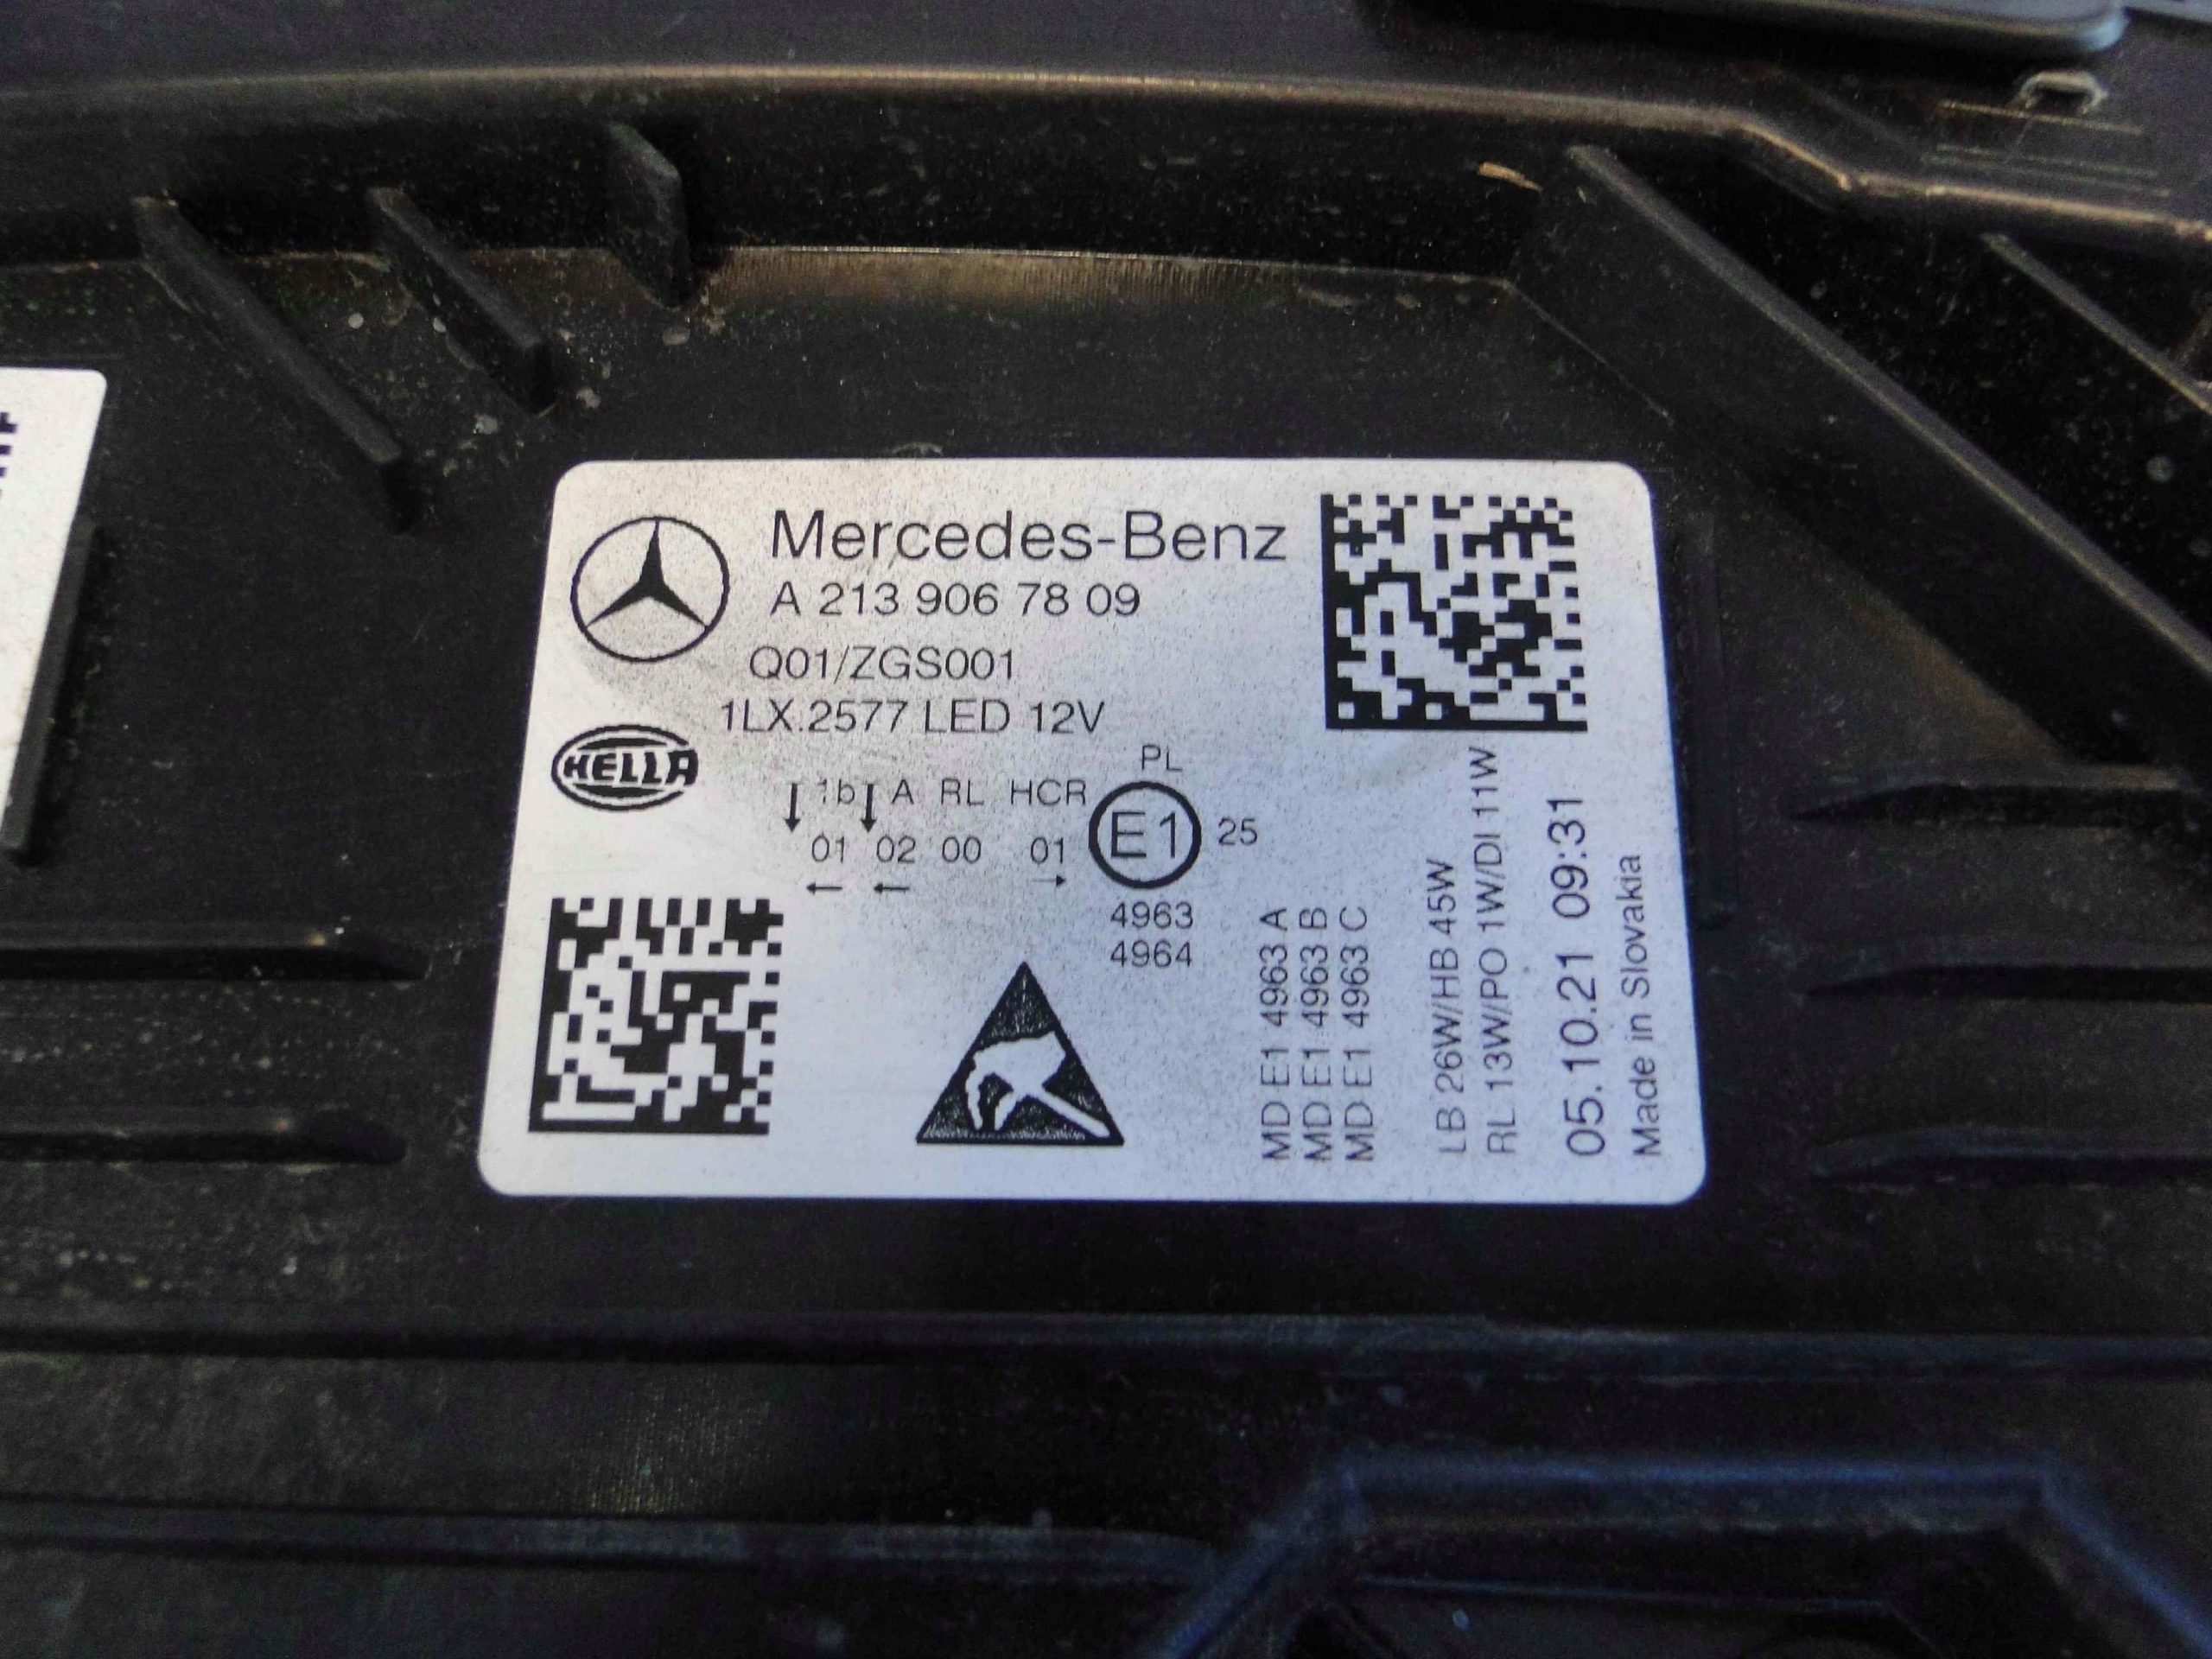 Mercedes-Benz
A 213 906 78 09
Q01/ZGS001
1LX.2577 LED 12V
HELLA
PL
1b A RL HCR
E1
25
01 02 00 01
4963
4964
MD E1 4963 A
MD E1 4963 B
MD E1 4963 C
LB 26W/HB 45W
RL 13W/PO 1W/DI 11W
05.10.21 09:31
Made in Slovakia